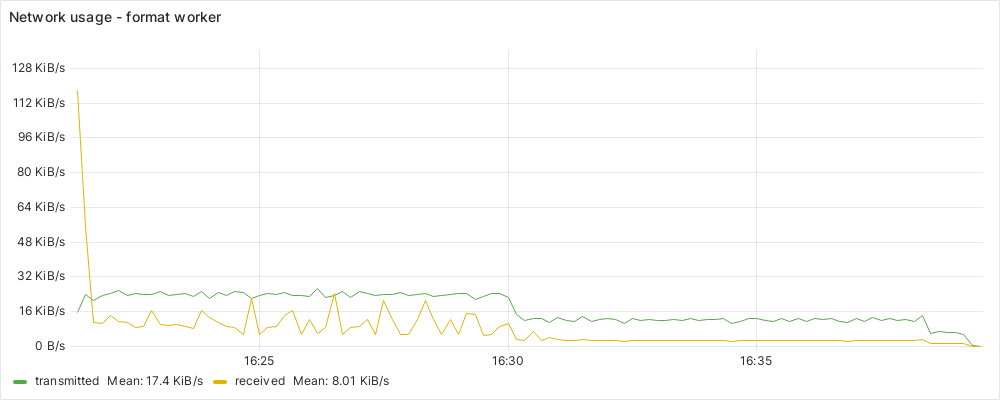 Network usage - format worker
128 KiB/s
112 KiB/s
96 KiB/s
80 KiB/s
64 KiB/s
48 KiB/s
32 KiB/s
16 KiB/s
0 B/s
16:25 16:30 16:35
transmitted Mean: 17.4 KiB/s received Mean: 8.01 KiB/s